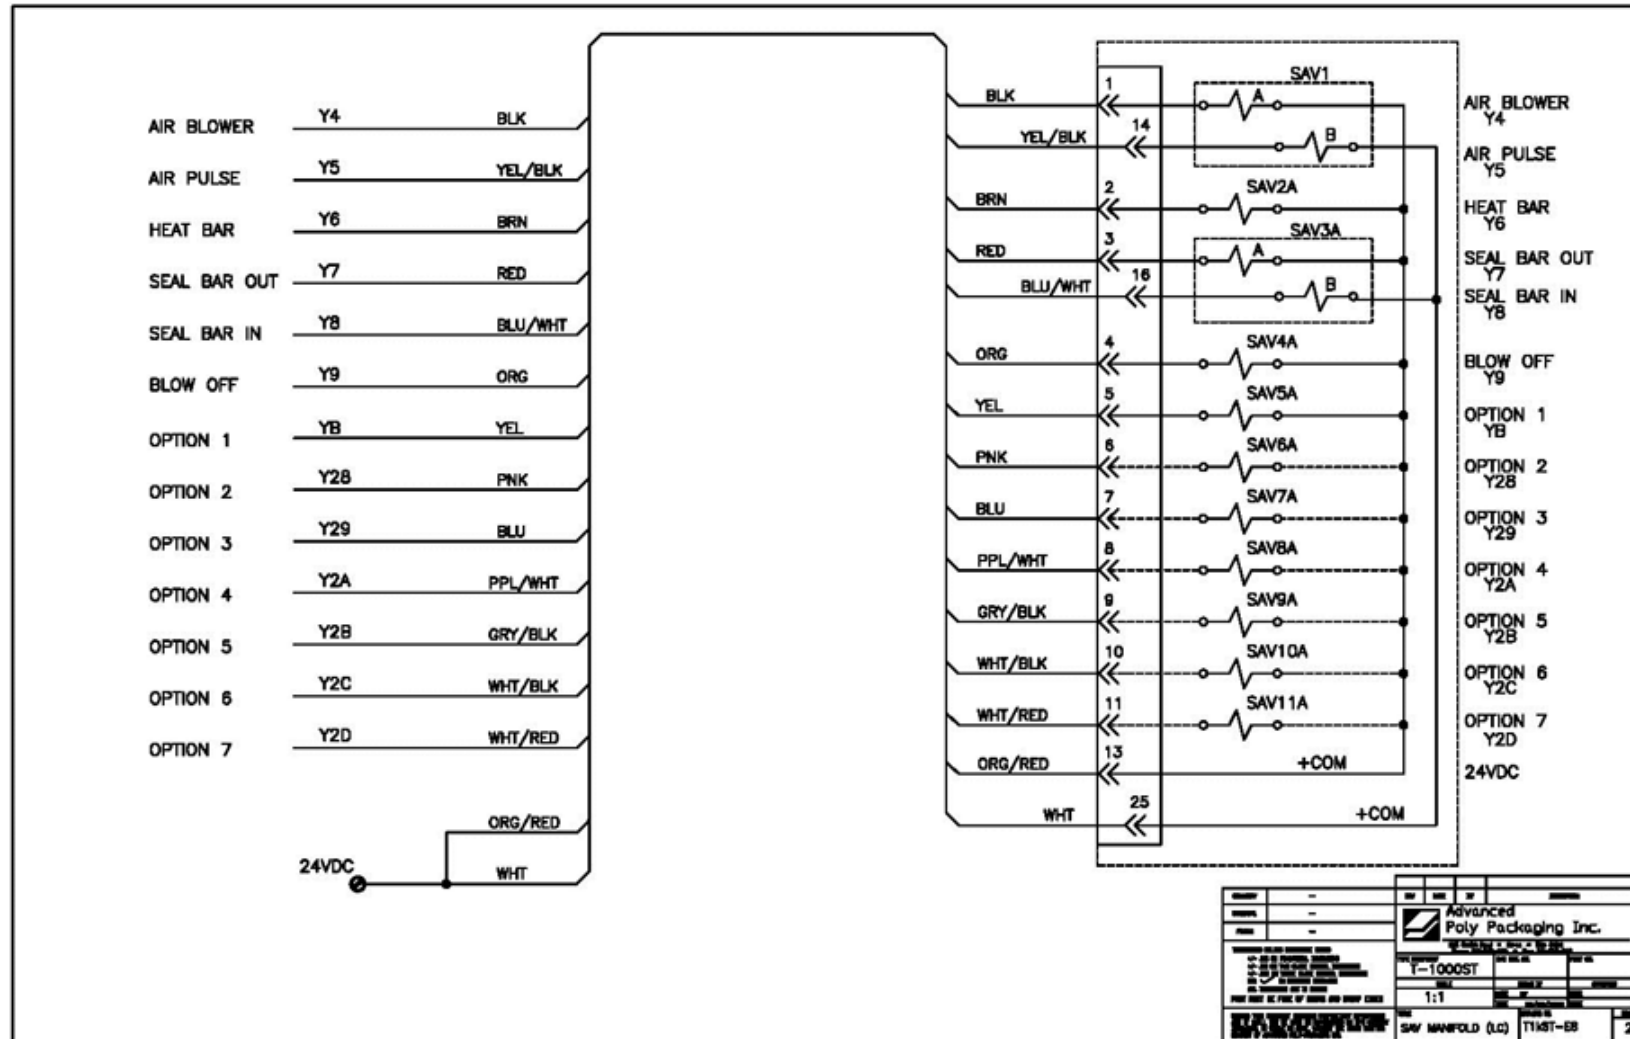 AIR BLOWER Y4 BLK
AIR PULSE Y5 YEL/BLK
HEAT BAR Y6 BRN
SEAL BAR OUT Y7 RED
SEAL BAR IN Y8 BLU/WHT
BLOW OFF Y9 ORG
OPTION 1 YB YEL
OPTION 2 Y28 PNK
OPTION 3 Y29 BLU
OPTION 4 Y2A PPL/WHT
OPTION 5 Y2B GRY/BLK
OPTION 6 Y2C WHT/BLK
OPTION 7 Y2D WHT/RED
ORG/RED
24VDC WHT
SAV1
BLK 1 A AIR BLOWER
Y4
YEL/BLK 14 B AIR PULSE
Y5
BRN 2 SAV2A HEAT BAR
Y6
SAV3A
RED 3 A SEAL BAR OUT
Y7
BLU/WHT 16 B SEAL BAR IN
Y8
ORG 4 SAV4A BLOW OFF
Y9
YEL 5 SAV5A OPTION 1
YB
PNK 6 SAV6A OPTION 2
Y28
BLU 7 SAV7A OPTION 3
Y29
PPL/WHT 8 SAV8A OPTION 4
Y2A
GRY/BLK 9 SAV9A OPTION 5
Y2B
WHT/BLK 10 SAV10A OPTION 6
Y2C
WHT/RED 11 SAV11A OPTION 7
Y2D
ORG/RED 13 +COM 24VDC
WHT 25 +COM
Advanced
Poly Packaging Inc.
T-1000ST
1:1
SAV MANIFOLD (LC) T1kST-E8 2